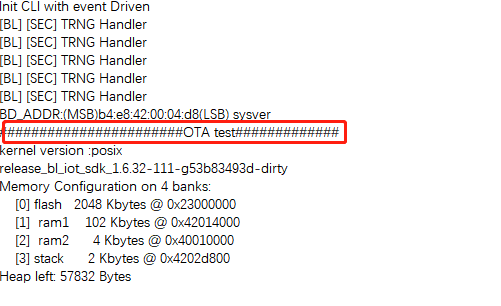 Init CLI with event Driven
[BL] [SEC] TRNG Handler
[BL] [SEC] TRNG Handler
[BL] [SEC] TRNG Handler
[BL] [SEC] TRNG Handler
[BL] [SEC] TRNG Handler
BD_ADDR:(MSB)b4:e8:42:00:04:d8(LSB) sysver
#######################OTA test#############
kernel version :posix
release_bl_iot_sdk_1.6.32-111-g53b83493d-dirty
Memory Configuration on 4 banks:
[0] flash 2048 Kbytes @ 0x23000000
[1] ram1 102 Kbytes @ 0x42014000
[2] ram2 4 Kbytes @ 0x40010000
[3] stack 2 Kbytes @ 0x4202d800
Heap left: 57832 Bytes